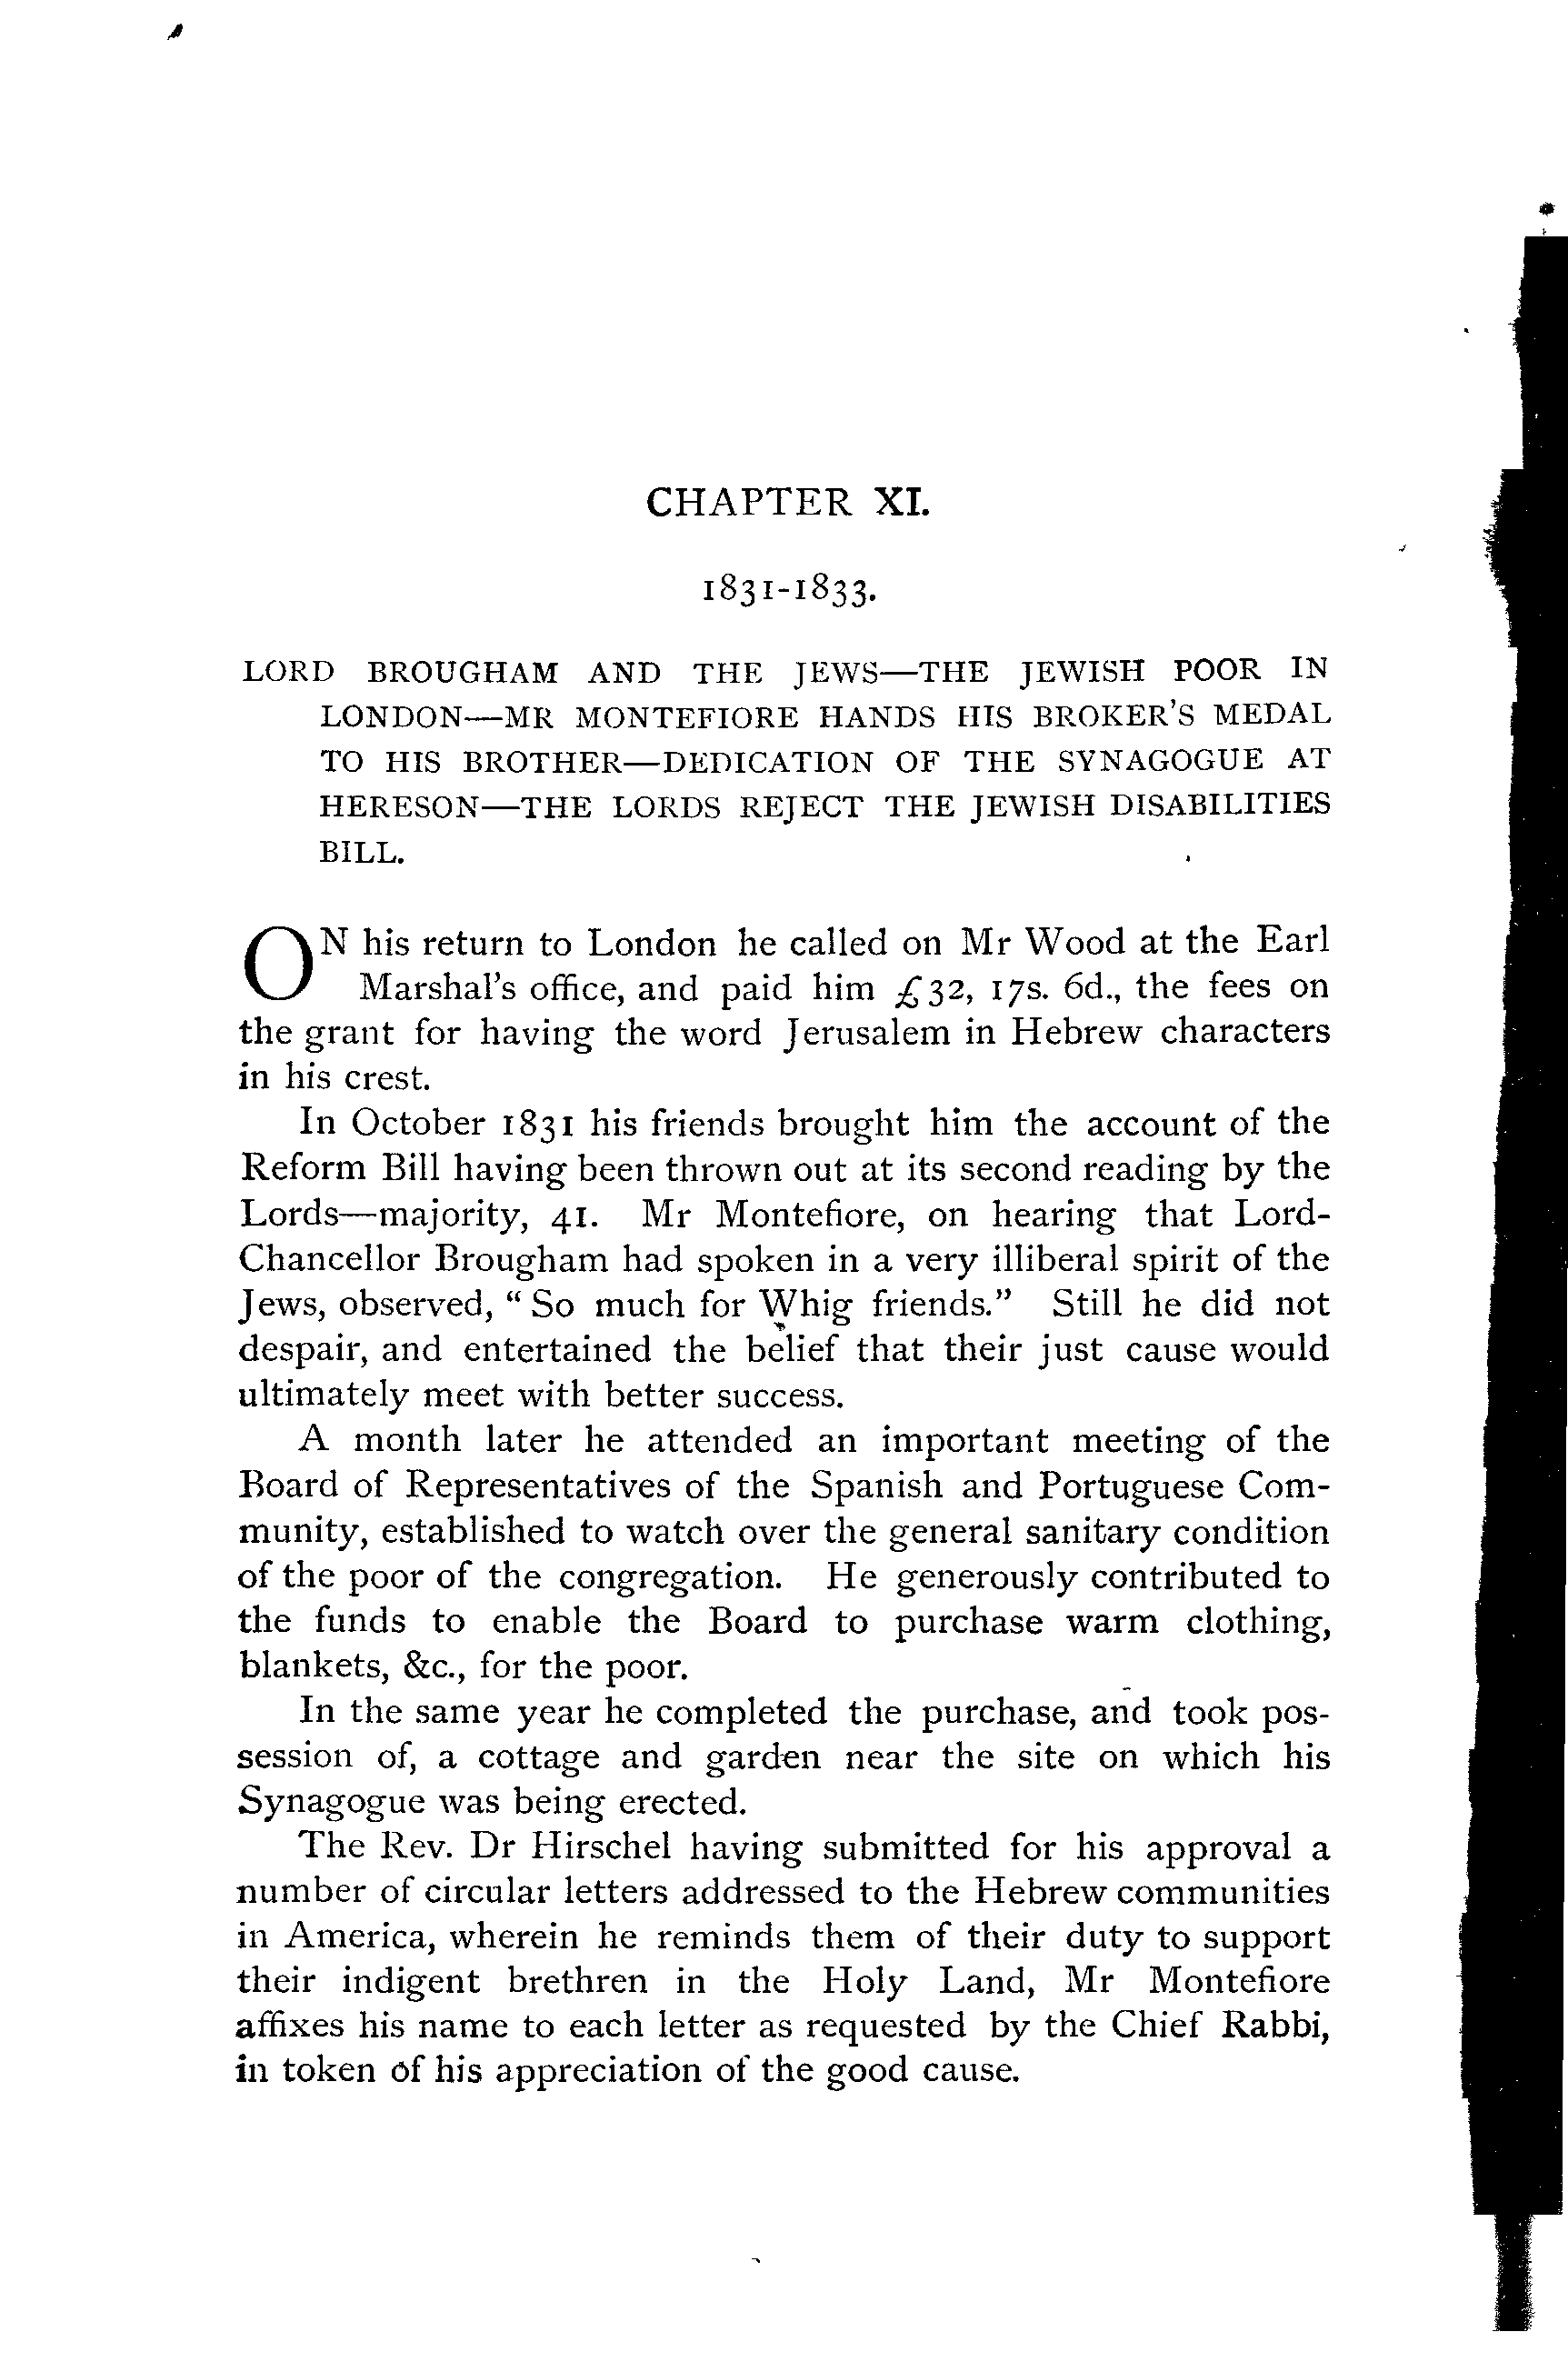 CHAPTER XI.
1831-1833.
LORD BROUGHAM AND THE JEWS—THE JEWISH POOR IN
LONDON—MR MONTEFIORE HANDS HIS BROKER'S MEDAL
TO HIS BROTHER—DEDICATION OF THE SYNAGOGUE AT
HERESON—THE LORDS REJECT THE JEWISH DISABILITIES
BILL.
ON his return to London he called on Mr Wood at the Earl
Marshal's office, and paid him £32, 17s. 6d., the fees on
the grant for having the word Jerusalem in Hebrew characters
in his crest.
In October 1831 his friends brought him the account of the
Reform Bill having been thrown out at its second reading by the
Lords—majority, 41. Mr Montefiore, on hearing that Lord-
Chancellor Brougham had spoken in a very illiberal spirit of the
Jews, observed, "So much for Whig friends." Still he did not
despair, and entertained the belief that their just cause would
ultimately meet with better success.
A month later he attended an important meeting of the
Board of Representatives of the Spanish and Portuguese Com-
munity, established to watch over the general sanitary condition
of the poor of the congregation. He generously contributed to
the funds to enable the Board to purchase warm clothing,
blankets, &c., for the poor.
In the same year he completed the purchase, and took pos-
session of, a cottage and garden near the site on which his
Synagogue was being erected.
The Rev. Dr Hirschel having submitted for his approval a
number of circular letters addressed to the Hebrew communities
in America, wherein he reminds them of their duty to support
their indigent brethren in the Holy Land, Mr Montefiore
affixes his name to each letter as requested by the Chief Rabbi,
in token of his appreciation of the good cause.